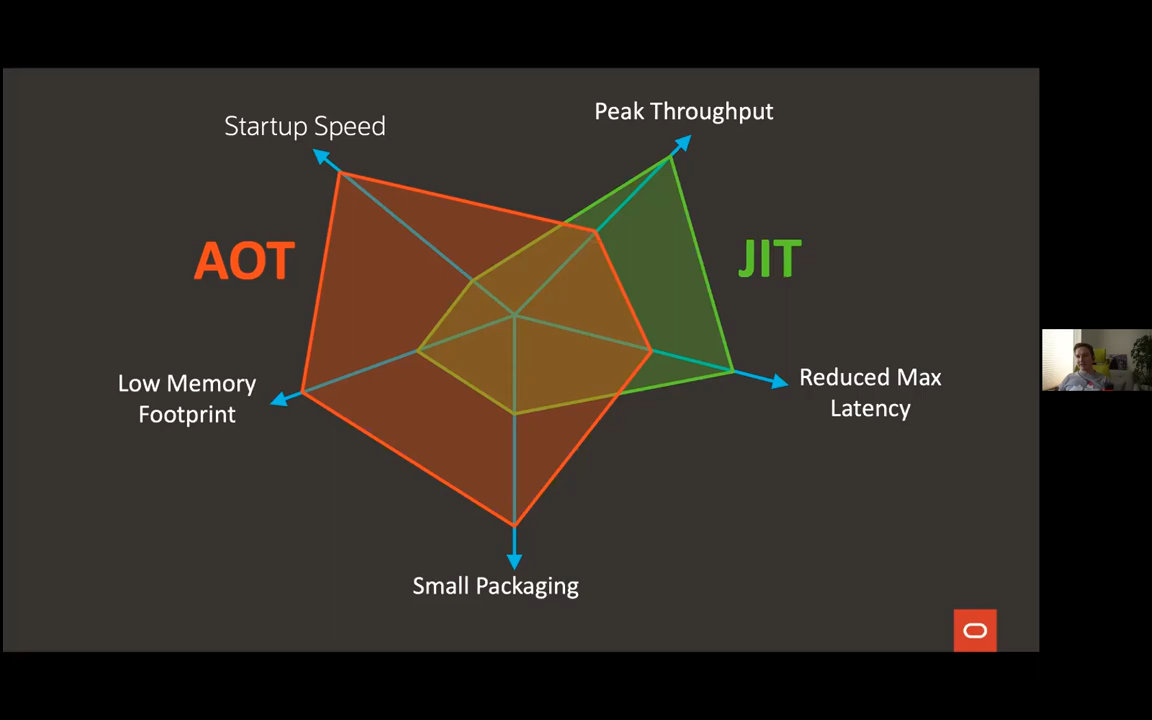 Peak Throughput
Startup Speed
AOT
JIT
Low Memory
Footprint
Reduced Max
Latency
Small Packaging